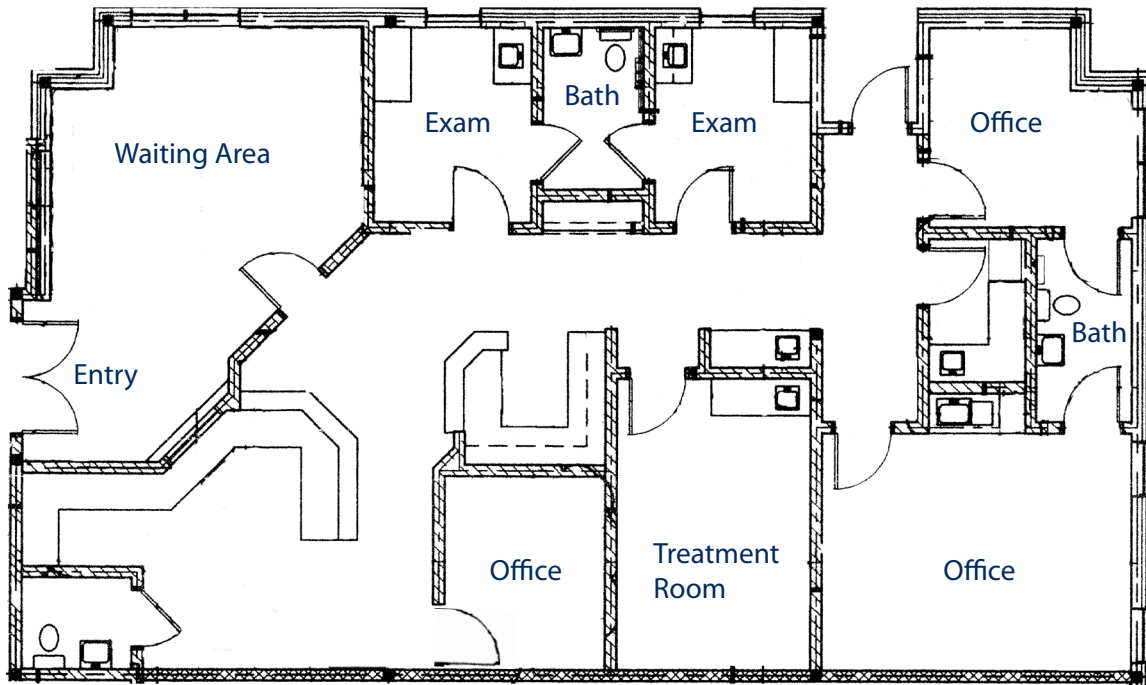 Waiting Area
Exam
Bath
Exam
Office
Entry
Bath
Office
Treatment
Room
Office